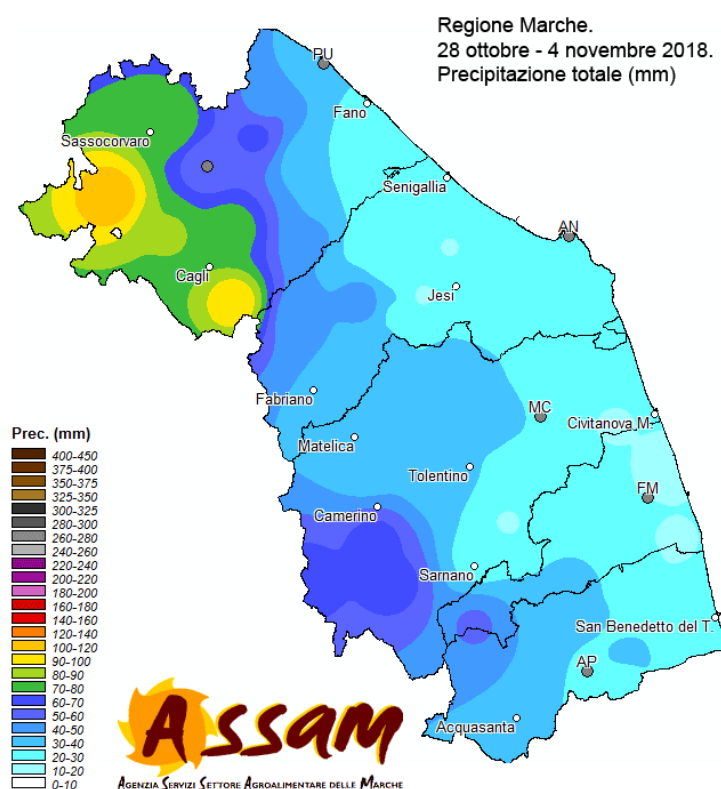 Regione Marche.
28 ottobre - 4 novembre 2018.
Precipitazione totale (mm)
PU
Fano
Sassocorvaro
Senigallia
AN
Cagli
Jesi
Fabriano
MC
Civitanova M.
Matelica
Tolentino
FM
Camerino
Sarnano
San Benedetto del T.
AP
Acquasanta
Prec. (mm)
400-450
375-400
350-375
325-350
300-325
280-300
260-280
240-260
220-240
200-220
180-200
160-180
140-160
120-140
100-120
90-100
80-90
70-80
60-70
50-60
40-50
30-40
20-30
10-20
0-10
ASSAM
AGENZIA SERVIZI SETTORE AGROALIMENTARE DELLE MARCHE